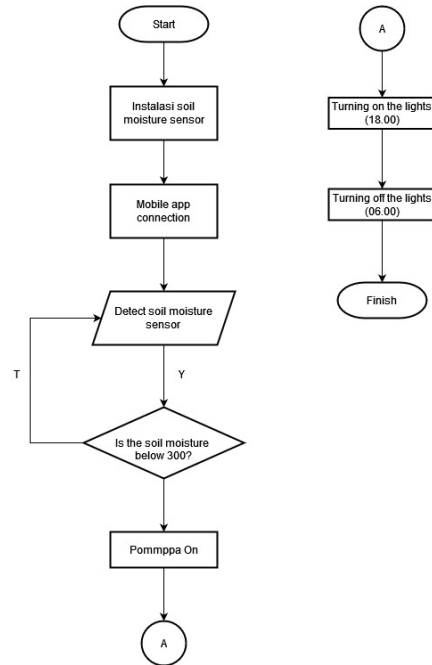 Start
Instalasi soil
moisture sensor
Mobile app
connection
Detect soil moisture
sensor
T
Y
Is the soil moisture
below 300?
Pommppa On
A
A
Turning on the lights
(18.00)
Turning off the lights
(06.00)
Finish